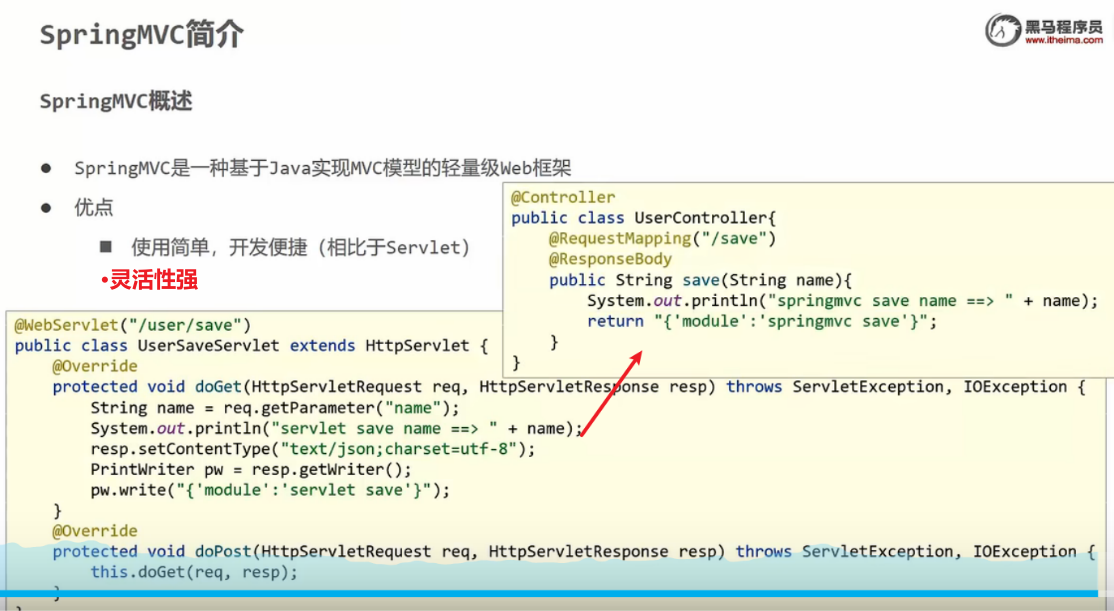 SpringMVC简介
黑马程序员
www.itheima.com
SpringMVC概述
● SpringMVC是一种基于Java实现MVC模型的轻量级Web框架
● 优点
■ 使用简单，开发便捷（相比于Servlet）
•灵活性强
@Controller
public class UserController{
@RequestMapping("/save")
@ResponseBody
public String save(String name){
System.out.println("springmvc save name ==> " + name);
return "{'module':'springmvc save'}";
}
}
@WebServlet("/user/save")
public class UserSaveServlet extends HttpServlet {
@Override
protected void doGet(HttpServletRequest req, HttpServletResponse resp) throws ServletException, IOException {
String name = req.getParameter("name");
System.out.println("servlet save name ==> " + name);
resp.setContentType("text/json;charset=utf-8");
PrintWriter pw = resp.getWriter();
pw.write("{'module':'servlet save'}");
}
@Override
protected void doPost(HttpServletRequest req, HttpServletResponse resp) throws ServletException, IOException {
this.doGet(req, resp);
}
}